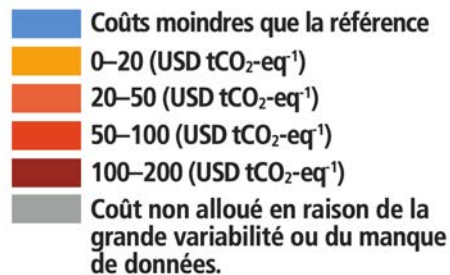 Coûts moindres que la référence
0–20 (USD tCO₂-eq⁻¹)
20–50 (USD tCO₂-eq⁻¹)
50–100 (USD tCO₂-eq⁻¹)
100–200 (USD tCO₂-eq⁻¹)
Coût non alloué en raison de la
grande variabilité ou du manque
de données.